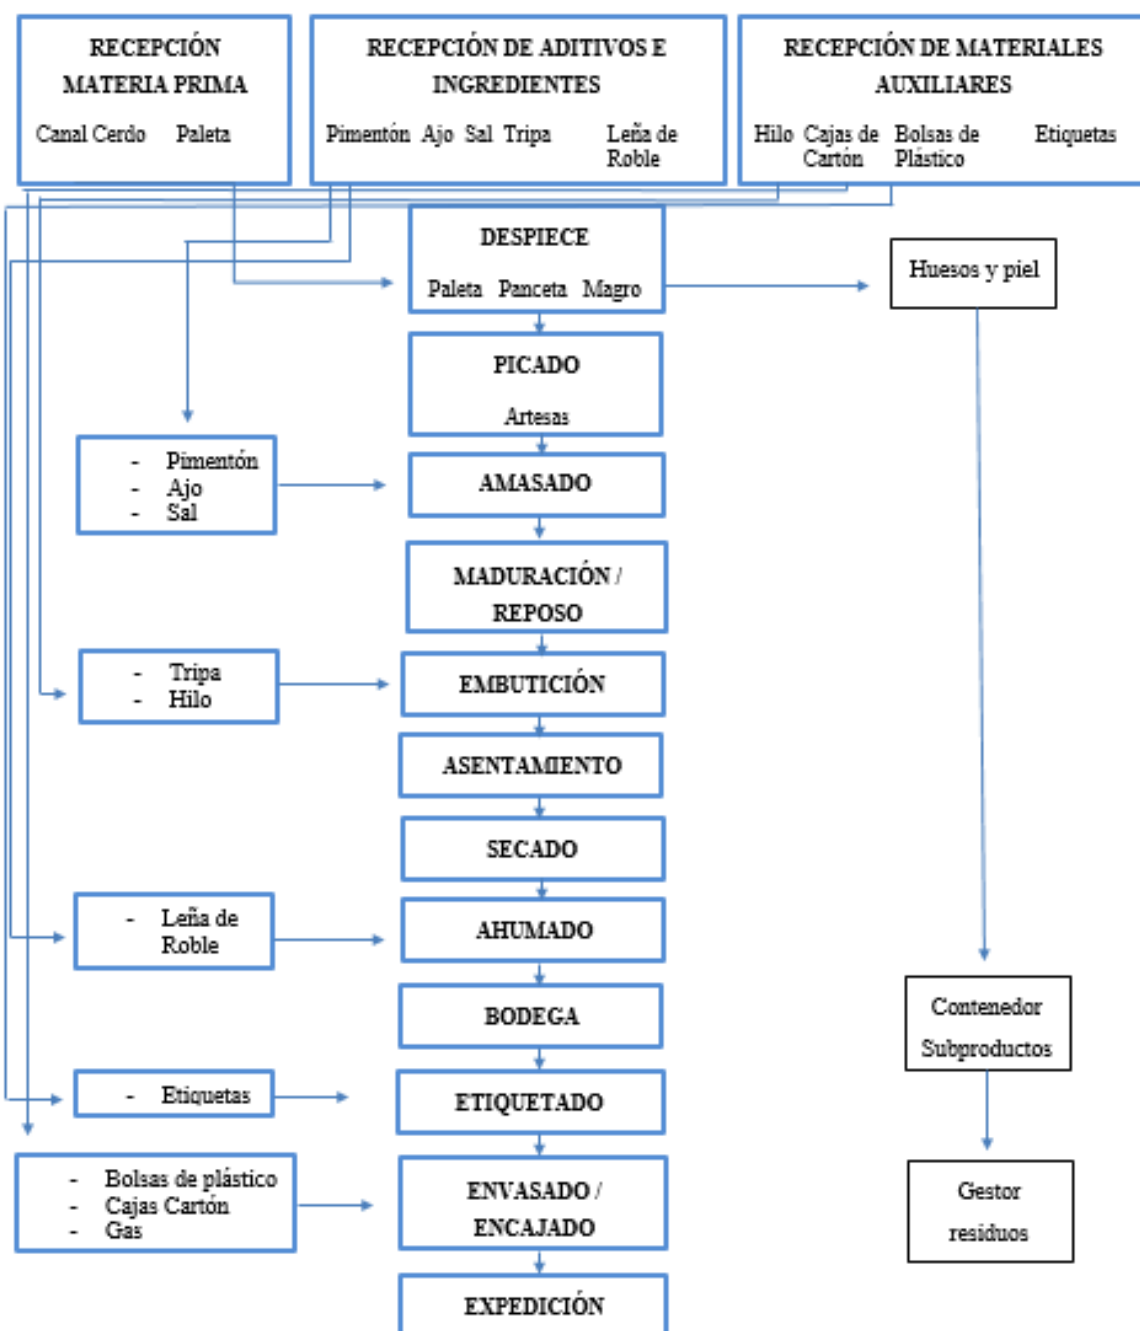 RECEPCIÓN
MATERIA PRIMA
Canal Cerdo Paleta
RECEPCIÓN DE ADITIVOS E
INGREDIENTES
Pimentón Ajo Sal Tripa Leña de
Roble
RECEPCIÓN DE MATERIALES
AUXILIARES
Hilo Cajas de Bolsas de Etiquetas
Cartón Plástico
DESPIECE
Paleta Panceta Magro
Huesos y piel
PICADO
Artesas
- Pimentón
- Ajo
- Sal
AMASADO
MADURACIÓN /
REPOSO
- Tripa
- Hilo
EMBUTICIÓN
ASENTAMIENTO
SECADO
- Leña de
Roble
AHUMADO
BODEGA
Contenedor
Subproductos
- Etiquetas
ETIQUETADO
- Bolsas de plástico
- Cajas Cartón
- Gas
ENVASADO /
ENCAJADO
Gestor
residuos
EXPEDICIÓN